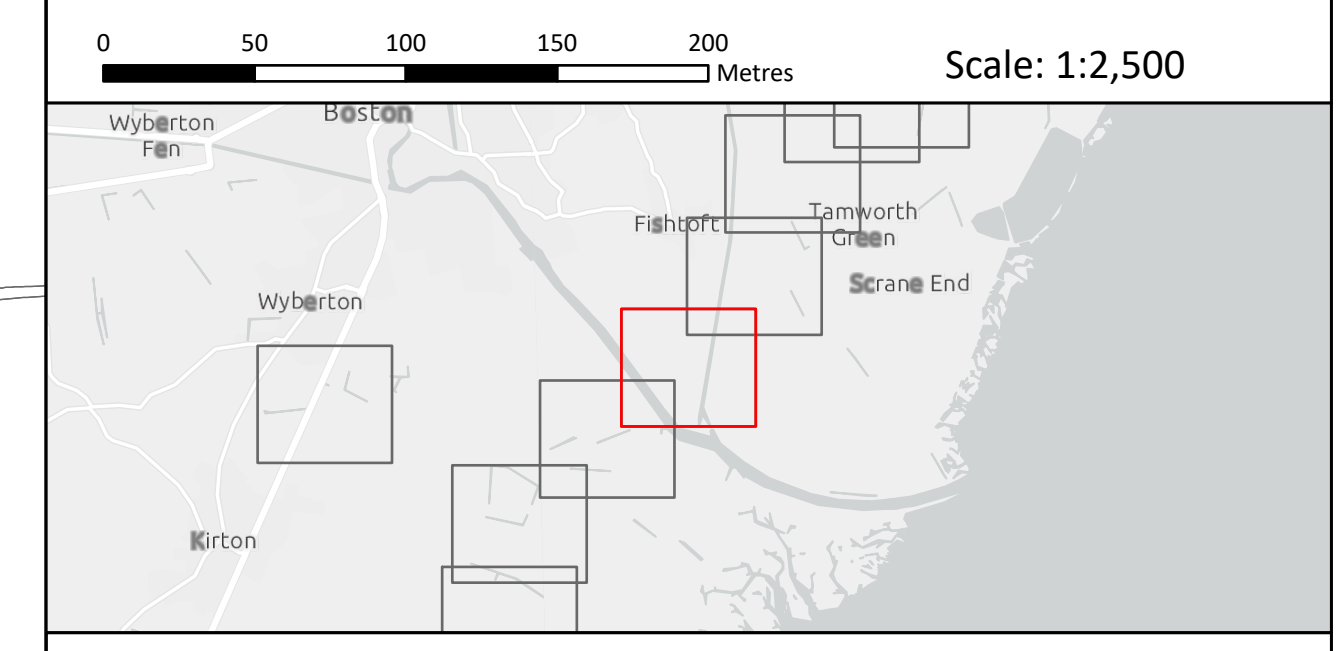 0 50 100 150 200
Metres
Scale: 1:2,500
Boston
Wyberton
Fen
Tamworth
Green
Fishtoft
Scrane End
Wyberton
Kirton